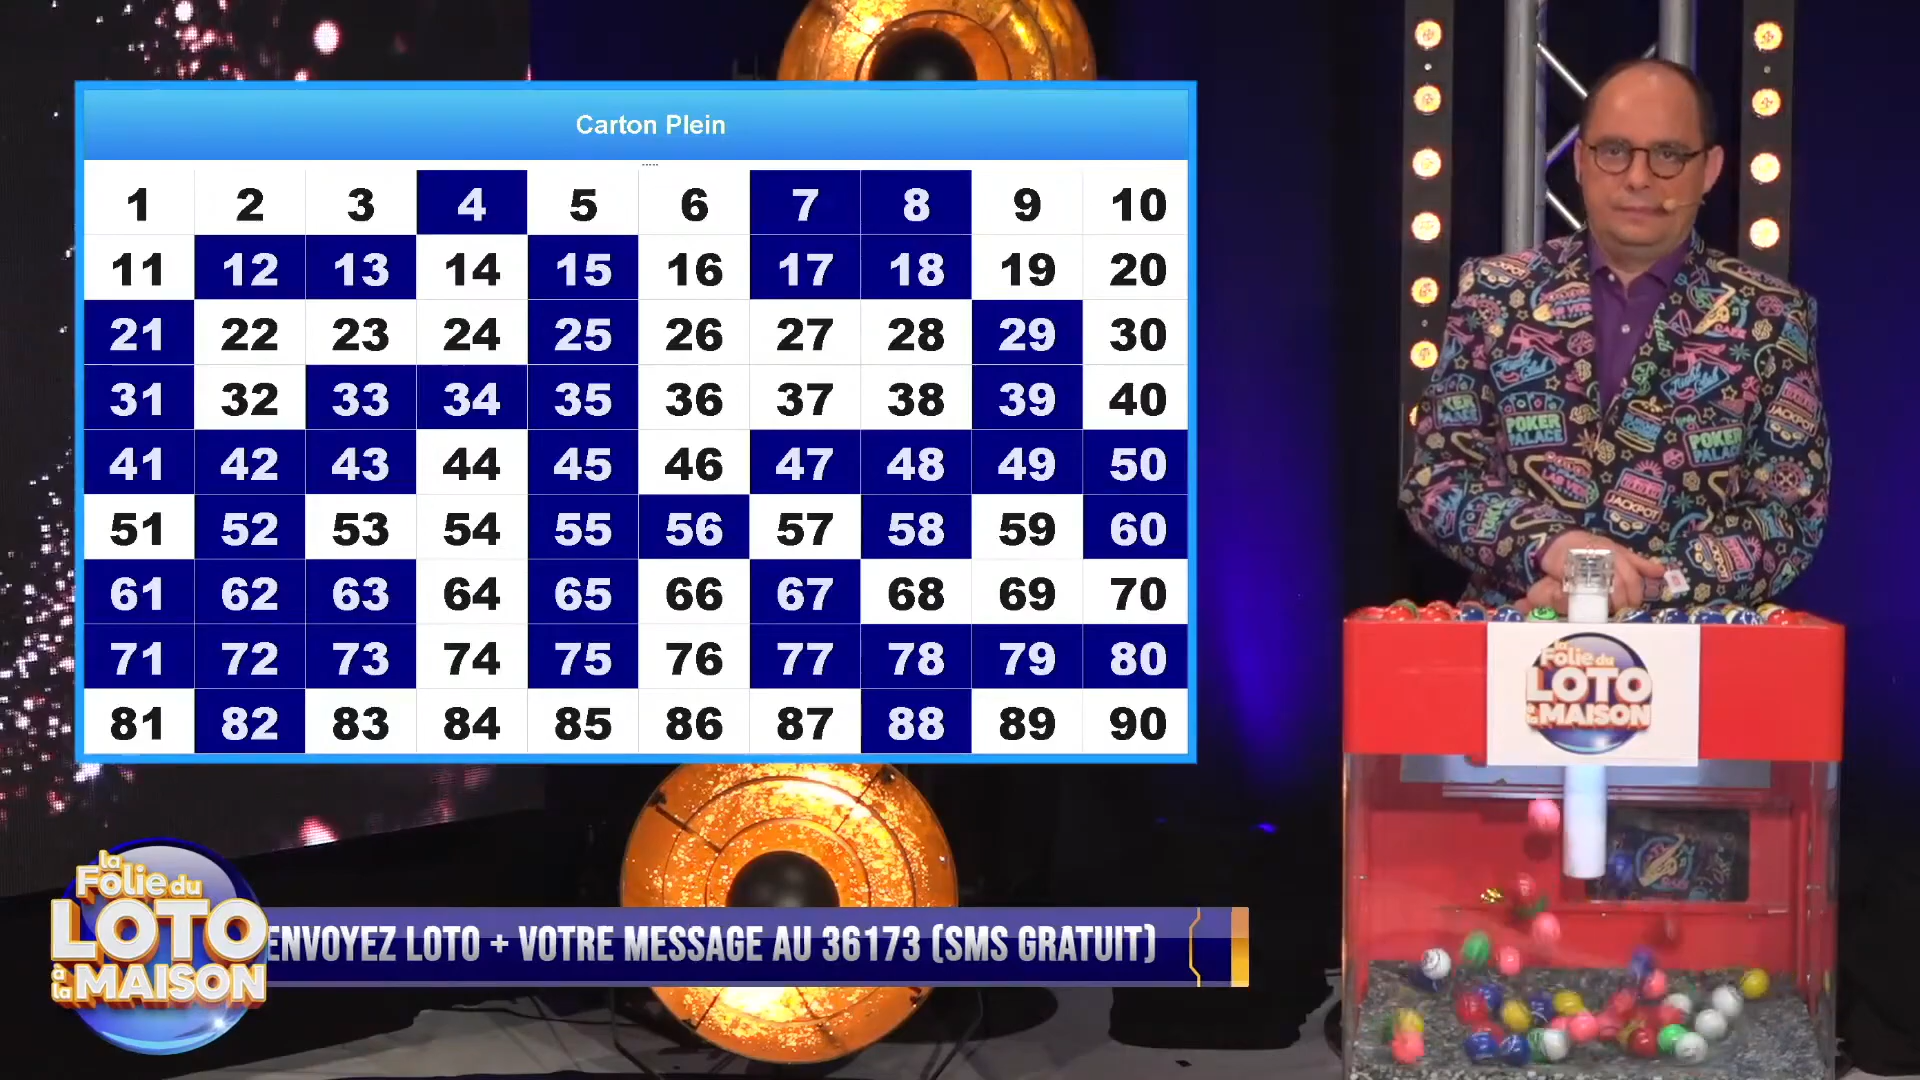 Carton Plein
1 2 3 4 5 6 7 8 9 10
11 12 13 14 15 16 17 18 19 20
21 22 23 24 25 26 27 28 29 30
31 32 33 34 35 36 37 38 39 40
41 42 43 44 45 46 47 48 49 50
51 52 53 54 55 56 57 58 59 60
61 62 63 64 65 66 67 68 69 70
71 72 73 74 75 76 77 78 79 80
81 82 83 84 85 86 87 88 89 90
POKER
PALACE
POKER
PALACE
JACKPOT
JACKPOT
la
Folie du
LOTO
à la
MAISON
la
Folie du
LOTO
à la
MAISON
ENVOYEZ LOTO + VOTRE MESSAGE AU 36173 (SMS GRATUIT)